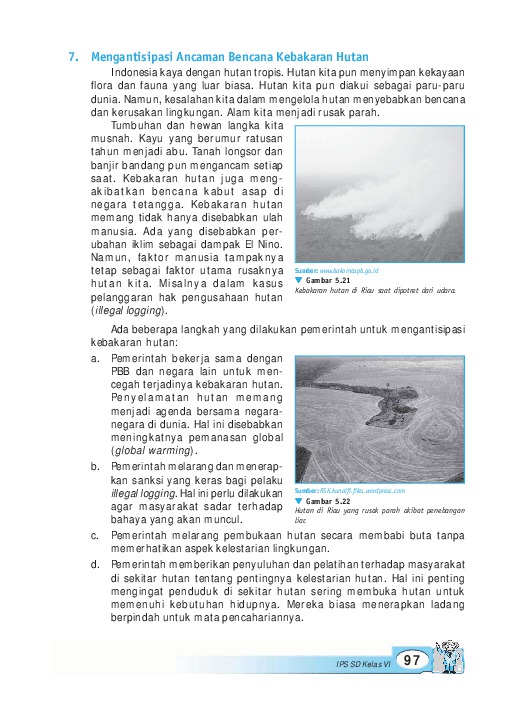 7. Mengantisipasi Ancaman Bencana Kebakaran Hutan
Indonesia kaya dengan hutan tropis. Hutan kita pun menyimpan kekayaan
flora dan fauna yang luar biasa. Hutan kita pun diakui sebagai paru-paru
dunia. Namun, kesalahan kita dalam mengelola hutan menyebabkan bencana
dan kerusakan lingkungan. Alam kita menjadi rusak parah.
Tumbuhan dan hewan langka kita
musnah. Kayu yang berumur ratusan
tahun menjadi abu. Tanah longsor dan
banjir bandang pun mengancam setiap
saat. Kebakaran hutan juga meng-
akibatkan bencana kabut asap di
negara tetangga. Kebakaran hutan
memang tidak hanya disebabkan ulah
manusia. Ada yang disebabkan per-
ubahan iklim sebagai dampak El Nino.
Namun, faktor manusia tampaknya
tetap sebagai faktor utama rusaknya
hutan kita. Misalnya dalam kasus
pelanggaran hak pengusahaan hutan
(illegal logging).
Sumber: www.bakornaspb.go.id
▼ Gambar 5.21
Kebakaran hutan di Riau saat dipotret dari udara.
Ada beberapa langkah yang dilakukan pemerintah untuk mengantisipasi
kebakaran hutan:
a. Pemerintah bekerja sama dengan
PBB dan negara lain untuk men-
cegah terjadinya kebakaran hutan.
Penyelamatan hutan memang
menjadi agenda bersama negara-
negara di dunia. Hal ini disebabkan
meningkatnya pemanasan global
(global warming).
b. Pemerintah melarang dan menerap-
kan sanksi yang keras bagi pelaku
illegal logging. Hal ini perlu dilakukan
agar masyarakat sadar terhadap
bahaya yang akan muncul.
Sumber: RSK.kunaifi.files.wordpress.com
▼ Gambar 5.22
Hutan di Riau yang rusak parah akibat penebangan
liar.
c. Pemerintah melarang pembukaan hutan secara membabi buta tanpa
memerhatikan aspek kelestarian lingkungan.
d. Pemerintah memberikan penyuluhan dan pelatihan terhadap masyarakat
di sekitar hutan tentang pentingnya kelestarian hutan. Hal ini penting
mengingat penduduk di sekitar hutan sering membuka hutan untuk
memenuhi kebutuhan hidupnya. Mereka biasa menerapkan ladang
berpindah untuk mata pencahariannya.
IPS SD Kelas VI 97